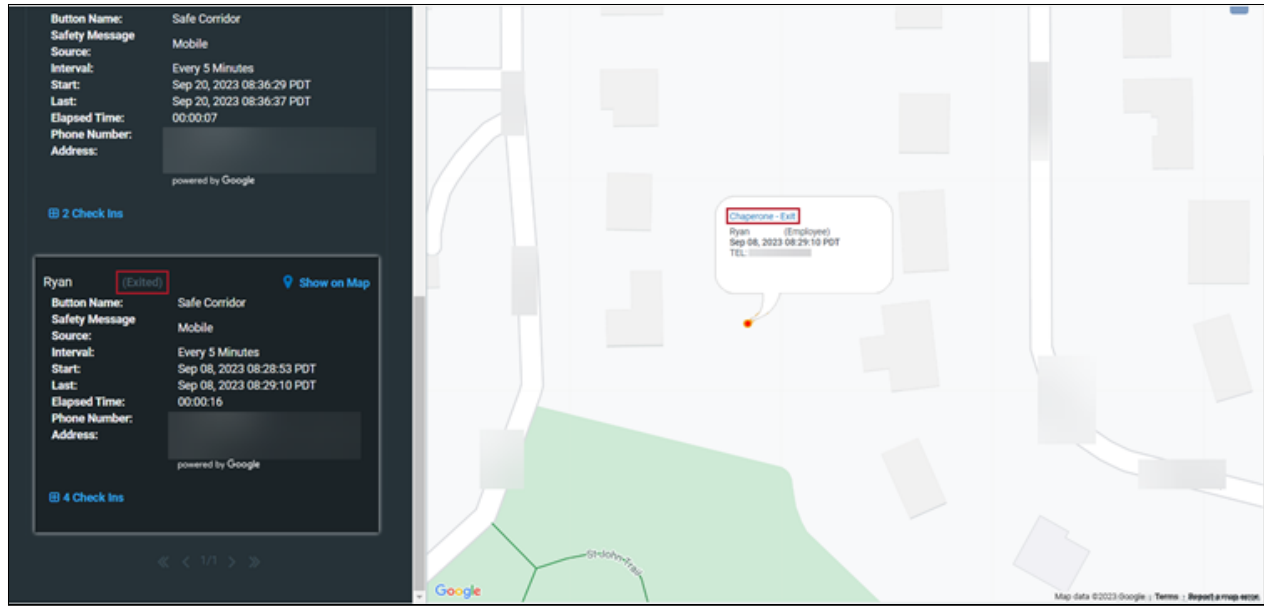 Button Name: Safe Corridor
Safety Message
Source: Mobile
Interval: Every 5 Minutes
Start: Sep 20, 2023 08:36:29 PDT
Last: Sep 20, 2023 08:36:37 PDT
Elapsed Time: 00:00:07
Phone Number:
Address:
powered by Google
2 Check Ins
Ryan (Exited) Show on Map
Button Name: Safe Corridor
Safety Message
Source: Mobile
Interval: Every 5 Minutes
Start: Sep 08, 2023 08:28:53 PDT
Last: Sep 08, 2023 08:29:10 PDT
Elapsed Time: 00:00:16
Phone Number:
Address:
powered by Google
4 Check Ins
« < 1/1 > »
Chaperone - Exit
Ryan (Employee)
Sep 08, 2023 08:29:10 PDT
TEL:
St-John-Trail
Google
Map data ©2023 Google Terms Report a map error